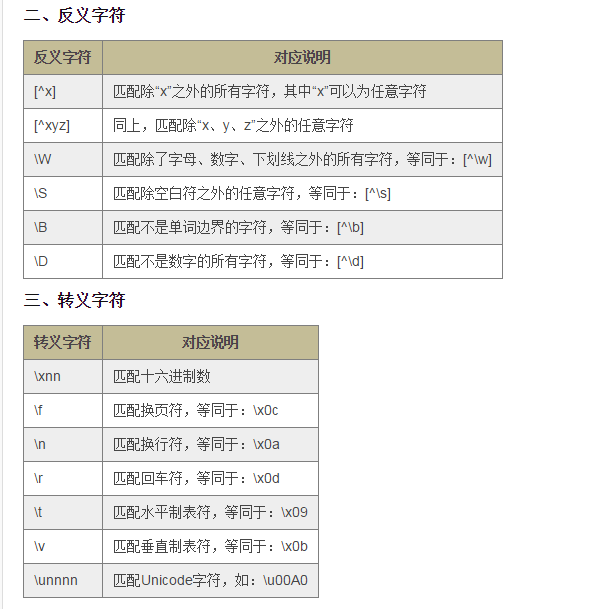 二、反义字符
反义字符 对应说明
[^x] 匹配除“x”之外的所有字符，其中“x”可以为任意字符
[^xyz] 同上，匹配除“x、y、z”之外的任意字符
\W 匹配除了字母、数字、下划线之外的所有字符，等同于：[^\w]
\S 匹配除空白符之外的任意字符，等同于：[^\s]
\B 匹配不是单词边界的字符，等同于：[^\b]
\D 匹配不是数字的所有字符，等同于：[^\d]
三、转义字符
转义字符 对应说明
\xnn 匹配十六进制数
\f 匹配换页符，等同于：\x0c
\n 匹配换行符，等同于：\x0a
\r 匹配回车符，等同于：\x0d
\t 匹配水平制表符，等同于：\x09
\v 匹配垂直制表符，等同于：\x0b
\unnnn 匹配Unicode字符，如：\u00A0